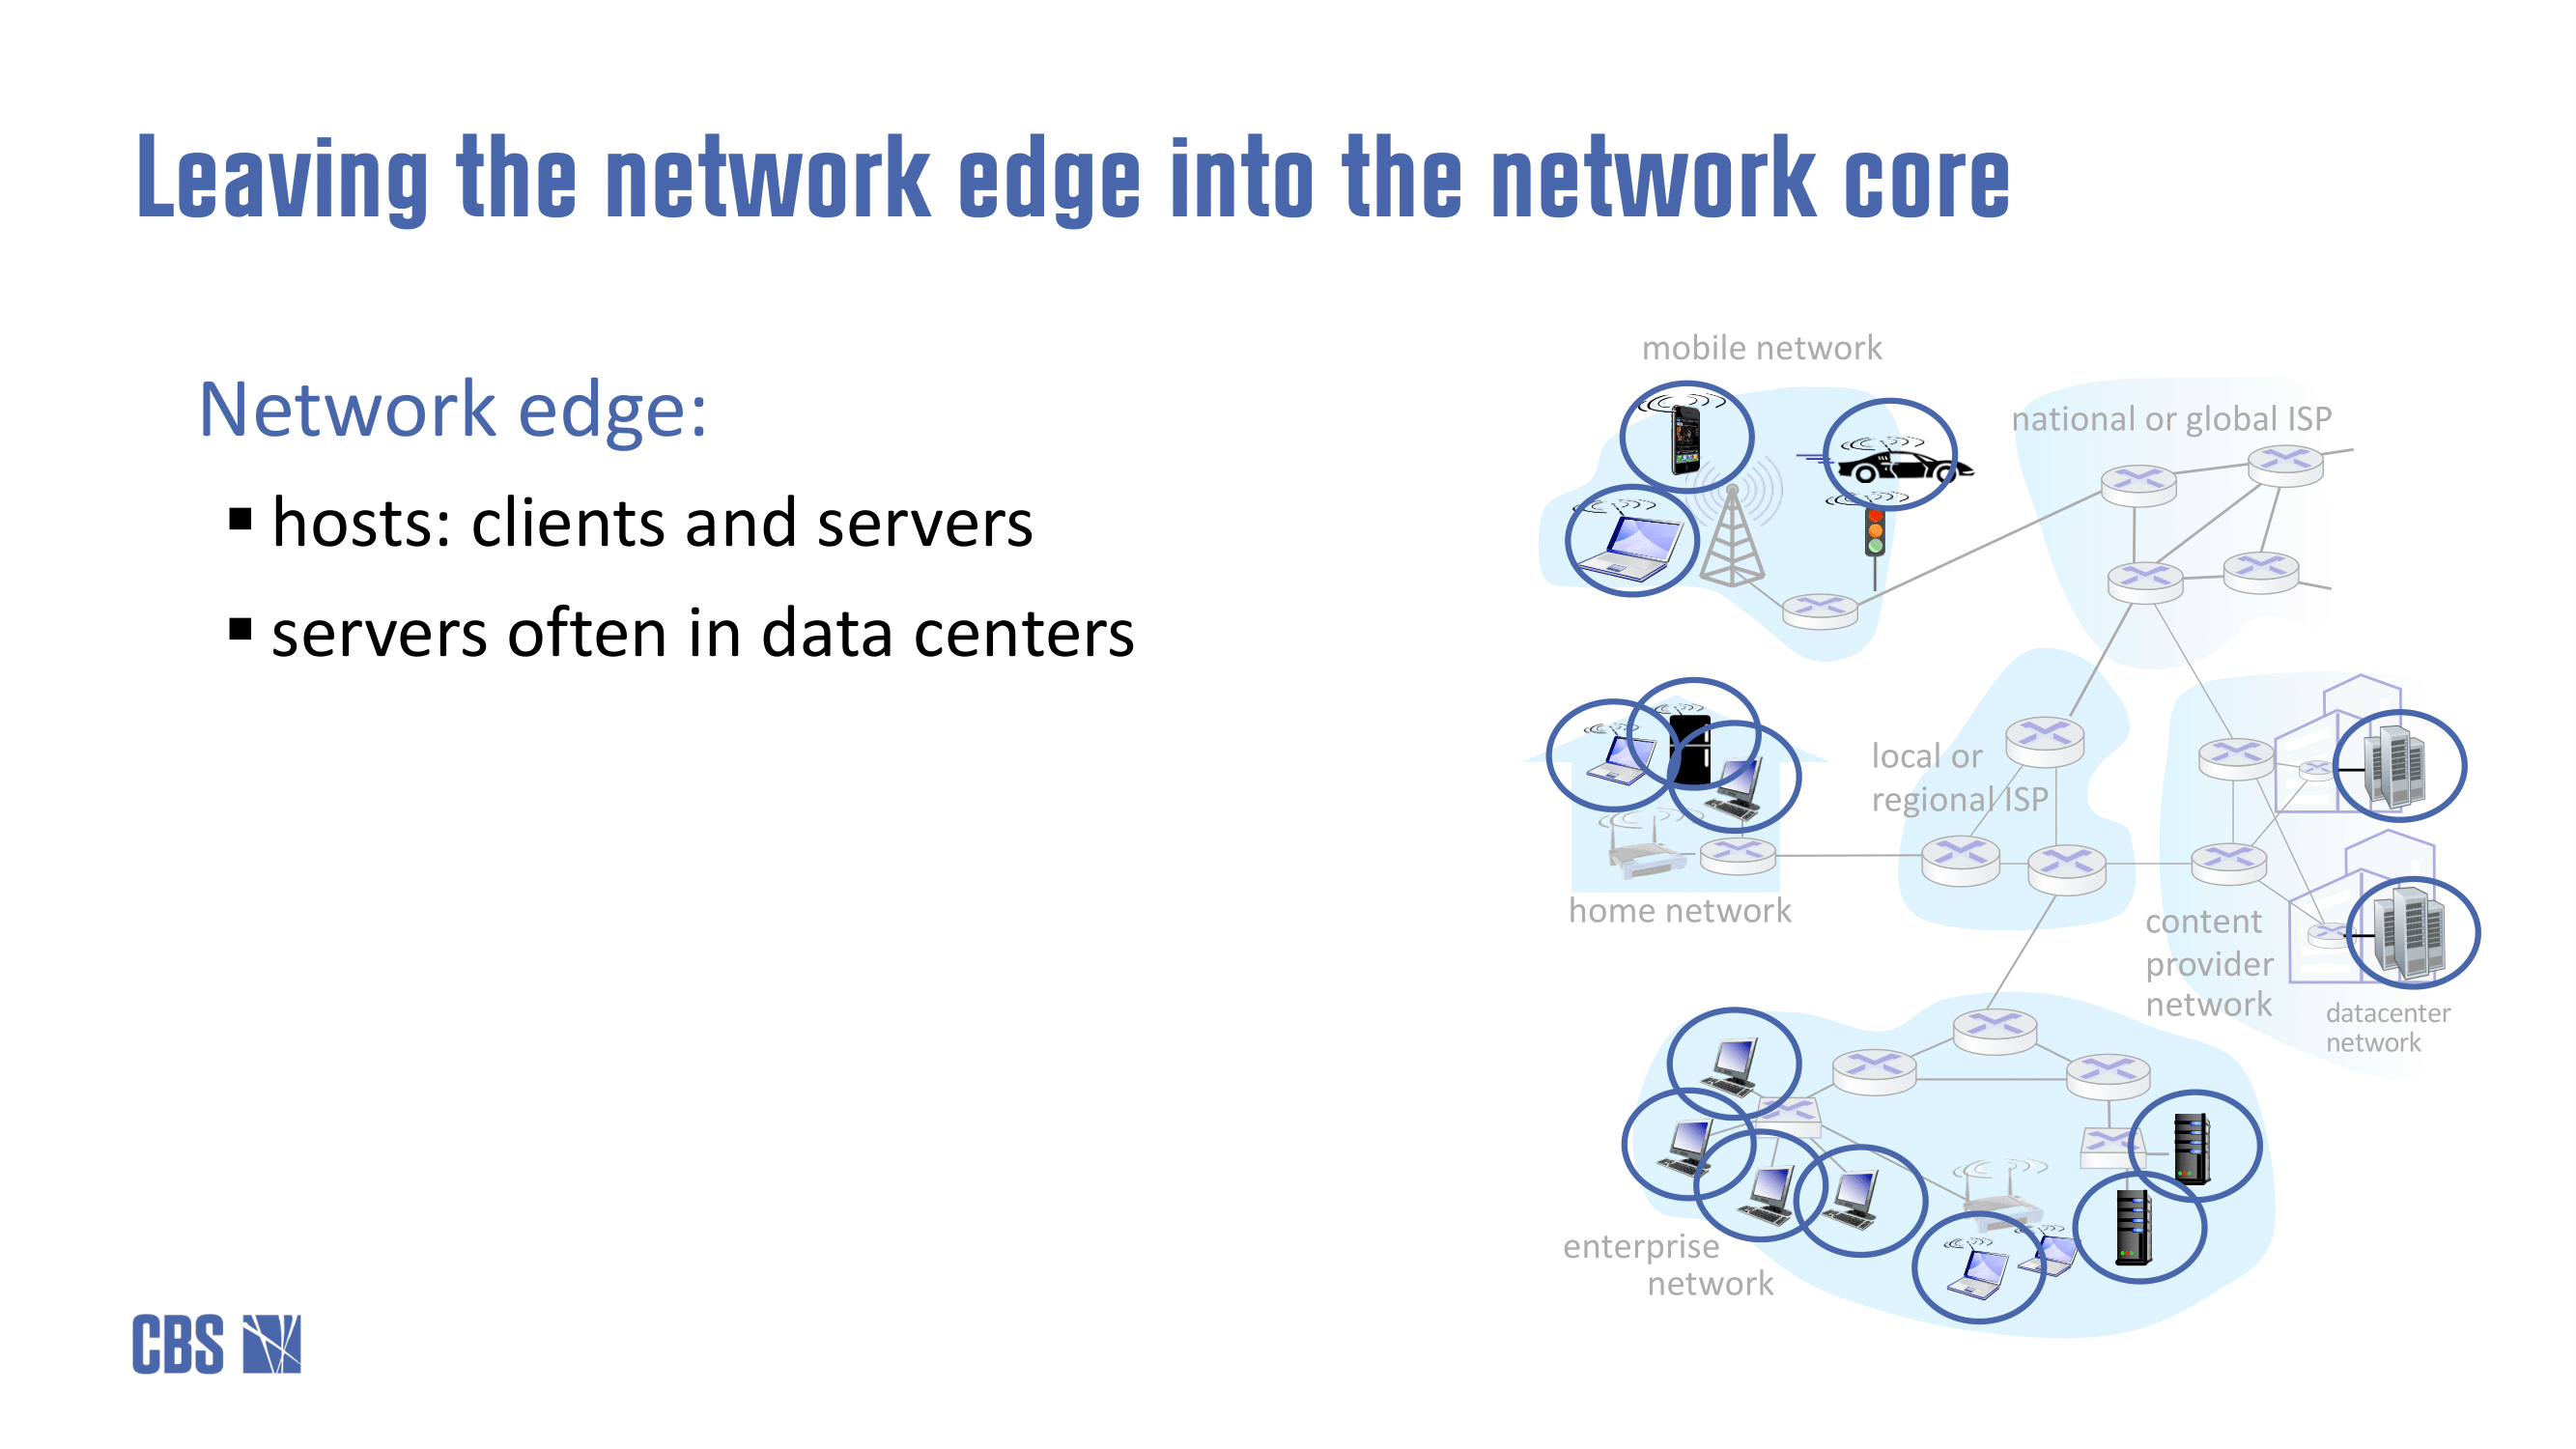 Leaving the network edge into the network core
Network edge:
▪ hosts: clients and servers
▪ servers often in data centers
mobile network
national or global ISP
local or
regional ISP
home network
content
provider
network
datacenter
network
enterprise
network
CBS